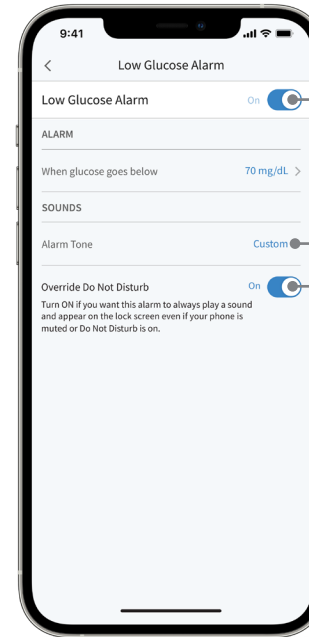 9:41
Low Glucose Alarm
Low Glucose Alarm On
ALARM
When glucose goes below 70 mg/dL
SOUNDS
Alarm Tone Custom
Override Do Not Disturb On
Turn ON if you want this alarm to always play a sound
and appear on the lock screen even if your phone is
muted or Do Not Disturb is on.